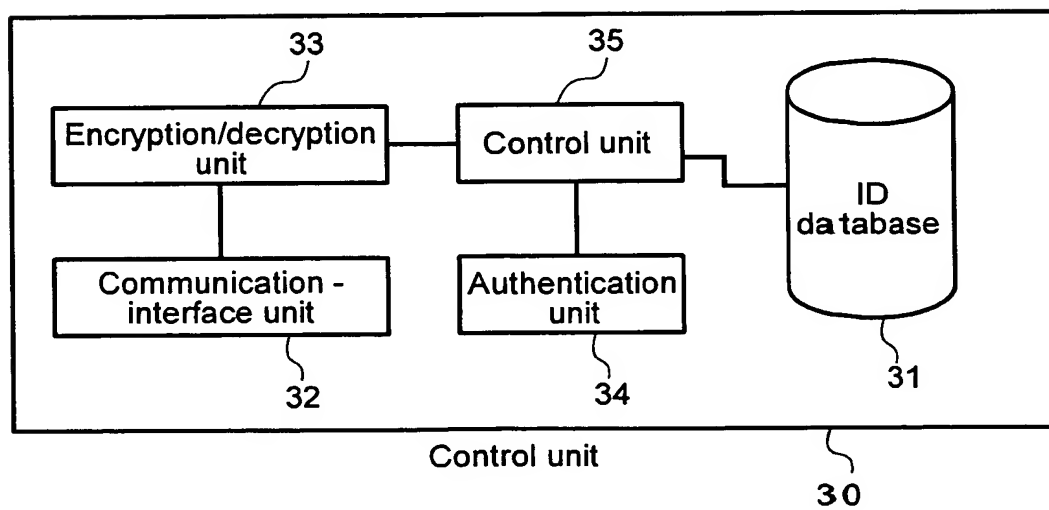 33
35
Encryption/decryption
unit
Control unit
ID
database
Communication -
interface unit
Authentication
unit
32
34
31
Control unit
30